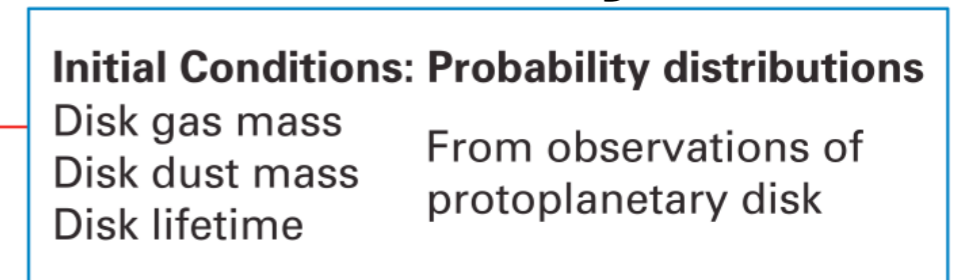 Initial Conditions: Probability distributions
Disk gas mass
Disk dust mass
Disk lifetime
From observations of
protoplanetary disk